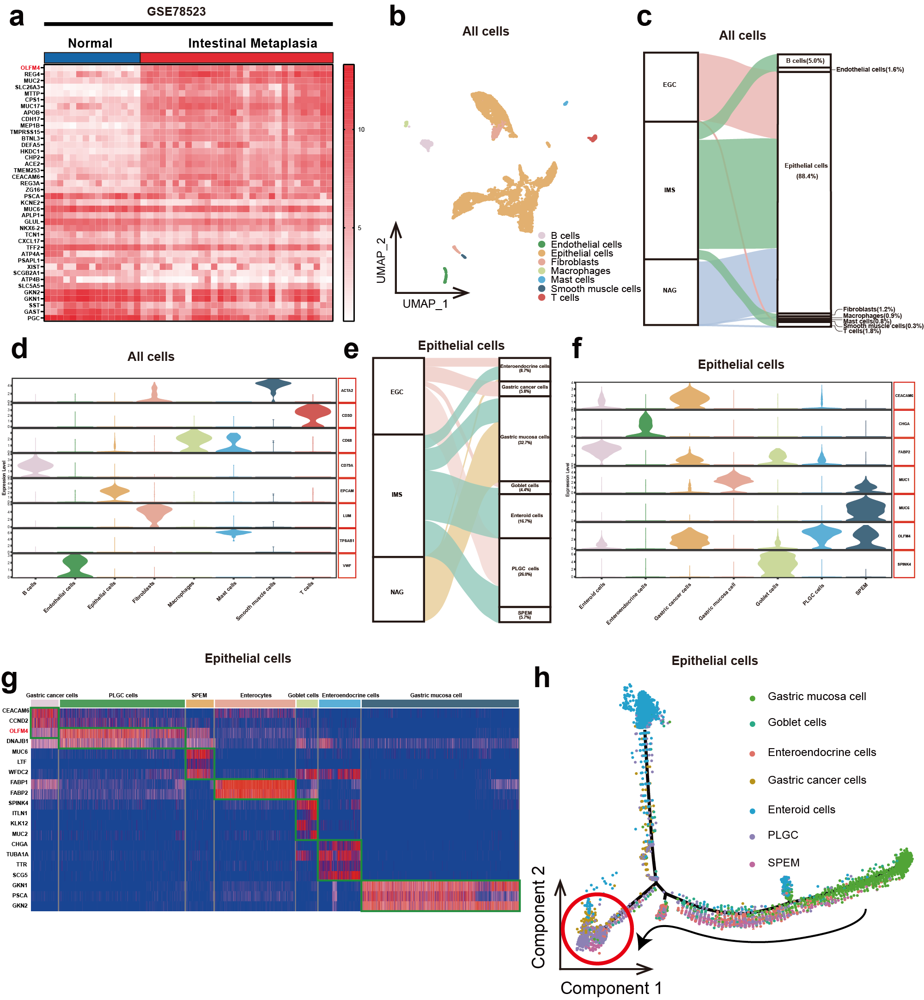 a
GSE78523
Normal
Intestinal Metaplasia
OLFM4
REG4
MUC2
SLC26A3
MTTP
CPS1
MUC17
APOB
CDH17
MEP1B
TMPRSS15
BTNL3
DEFA5
HKDC1
CHP2
ACE2
TMEM253
CEACAM6
REG3A
ZG16
PSCA
KCNE2
MUC6
APLP1
GLUL
NKX6-2
TCN1
CXCL17
TFF2
ATP4A
PSAPL1
XIST
SCGB2A1
ATP4B
SLC5A5
GKN2
GKN1
SST
GAST
PGC
10
5
b
All cells
UMAP_2
UMAP_1
B cells
Endothelial cells
Epithelial cells
Fibroblasts
Macrophages
Mast cells
Smooth muscle cells
T cells
c
All cells
EGC
IMS
NAG
B cells(5.0%)
Endothelial cells(1.6%)
Epithelial cells
(88.4%)
Fibroblasts(1.2%)
Macrophages(0.9%)
Mast cells(0.8%)
Smooth muscle cells(0.3%)
T cells(1.8%)
d
All cells
Expression Level
ACTA2
CD3D
CD68
CD79A
EPCAM
LUM
TPSAB1
VWF
B cells
Endothelial cells
Epithelial cells
Fibroblasts
Macrophages
Mast cells
Smooth muscle cells
T cells
e
Epithelial cells
EGC
IMS
NAG
Enteroendocrine cells
(8.7%)
Gastric cancer cells
(5.8%)
Gastric mucosa cells
(32.7%)
Goblet cells
(4.4%)
Enteroid cells
(16.7%)
PLGC cells
(26.0%)
SPEM
(5.7%)
f
Epithelial cells
Expression Level
CEACAM6
CHGA
FABP2
MUC1
MUC6
OLFM4
SPINK4
Enteroid cells
Enteroendocrine cells
Gastric cancer cells
Gastric mucosa cell
Goblet cells
PLGC cells
SPEM
g
Epithelial cells
Gastric cancer cells
PLGC cells
SPEM
Enterocytes
Goblet cells
Enteroendocrine cells
Gastric mucosa cell
CEACAM6
CCND2
OLFM4
DNAJB1
MUC6
LTF
WFDC2
FABP1
FABP2
SPINK4
ITLN1
KLK12
MUC2
CHGA
TUBA1A
TTR
SCG5
GKN1
PSCA
GKN2
h
Epithelial cells
Gastric mucosa cell
Goblet cells
Enteroendocrine cells
Gastric cancer cells
Enteroid cells
PLGC
SPEM
Component 2
Component 1